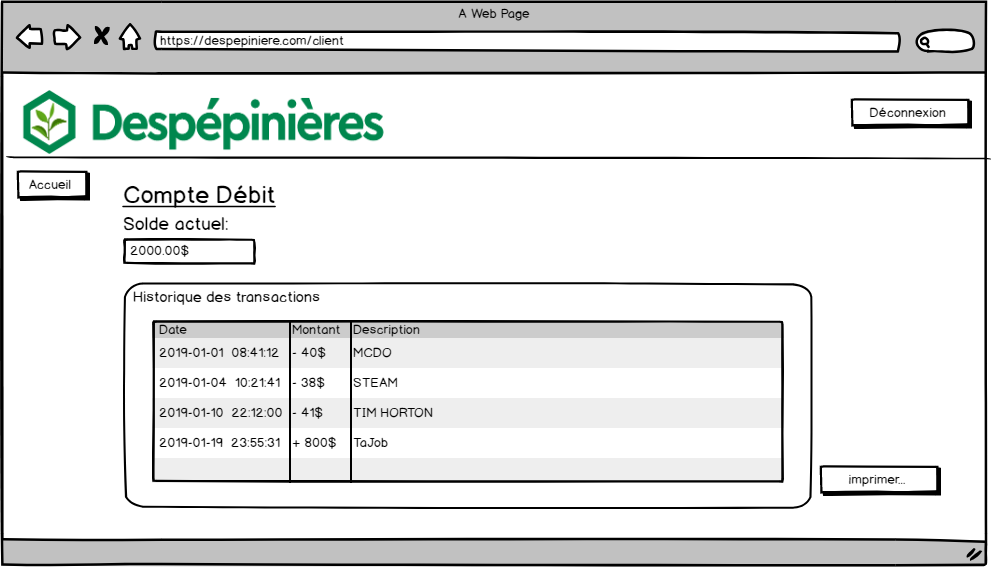 A Web Page
https://despepiniere.com/client
Despépinières
Déconnexion
Accueil
Compte Débit
Solde actuel:
2000.00$
Historique des transactions
Date Montant Description
2019-01-01 08:41:12 - 40$ MCDO
2019-01-04 10:21:41 - 38$ STEAM
2019-01-10 22:12:00 - 41$ TIM HORTON
2019-01-19 23:55:31 + 800$ TaJob
imprimer...